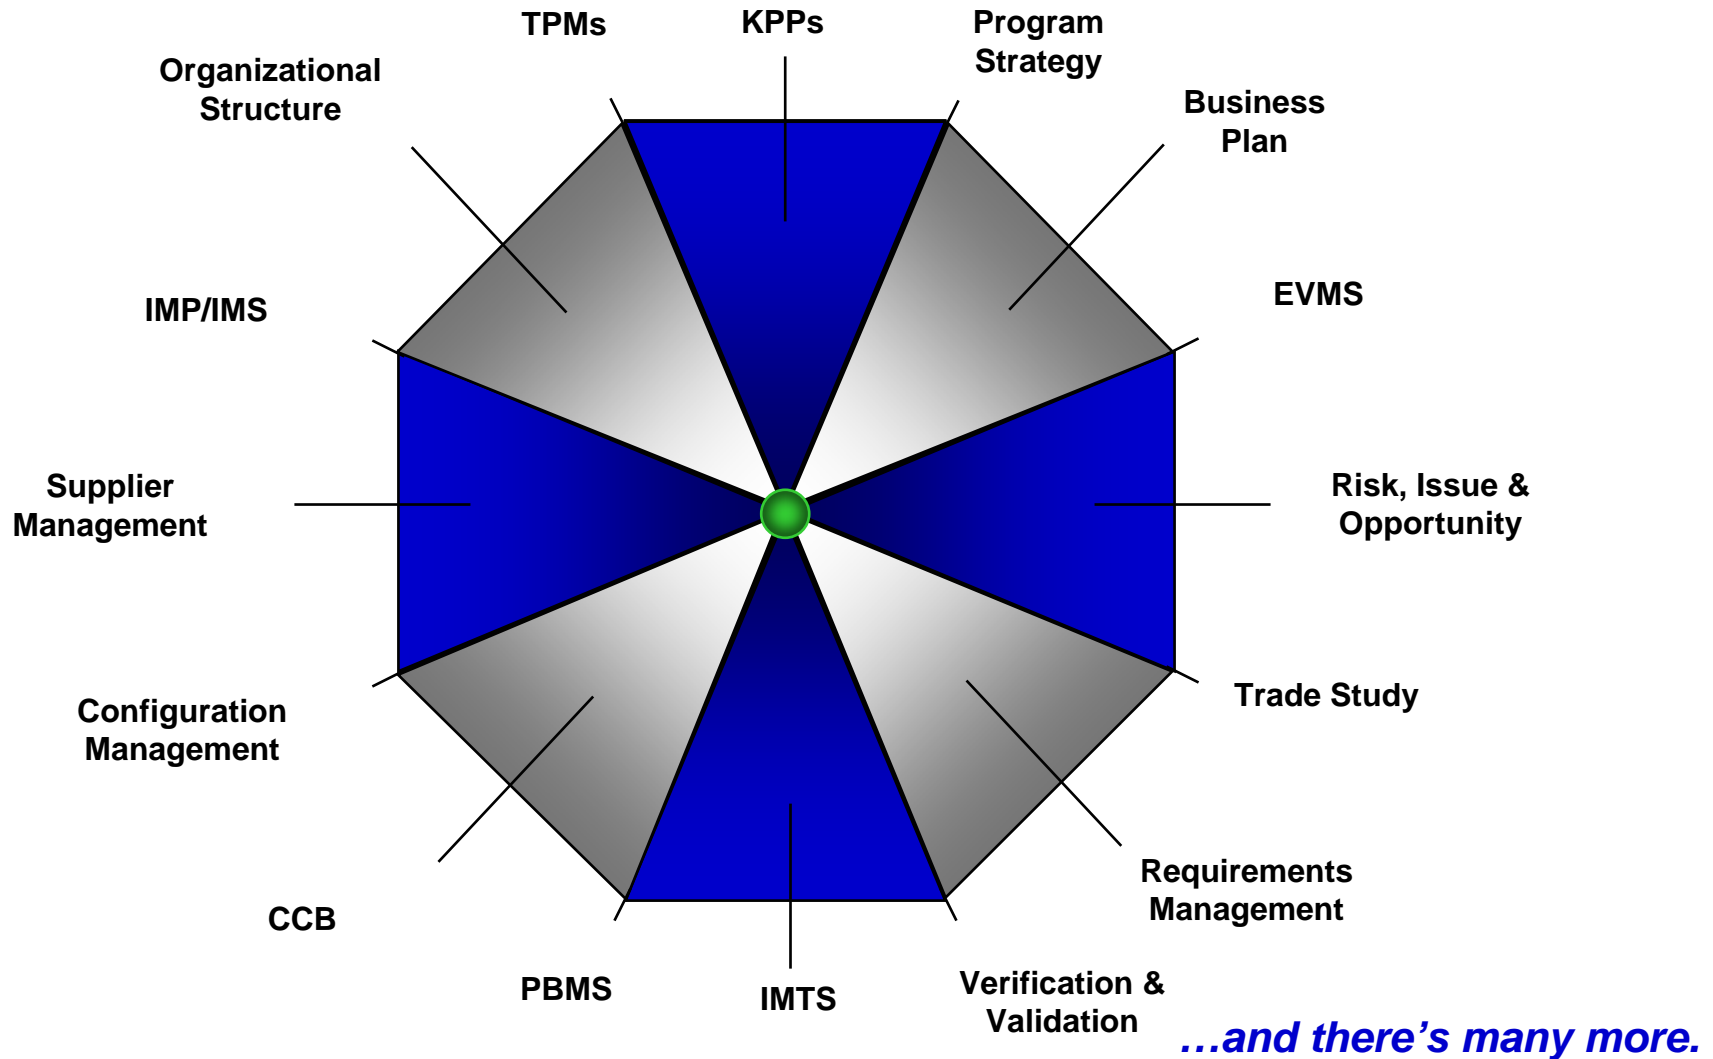 TPMs
KPPs
Program
Strategy
Organizational
Structure
Business
Plan
IMP/IMS
EVMS
Supplier
Management
Risk, Issue &
Opportunity
Configuration
Management
Trade Study
CCB
Requirements
Management
PBMS
IMTS
Verification &
Validation
…and there’s many more.